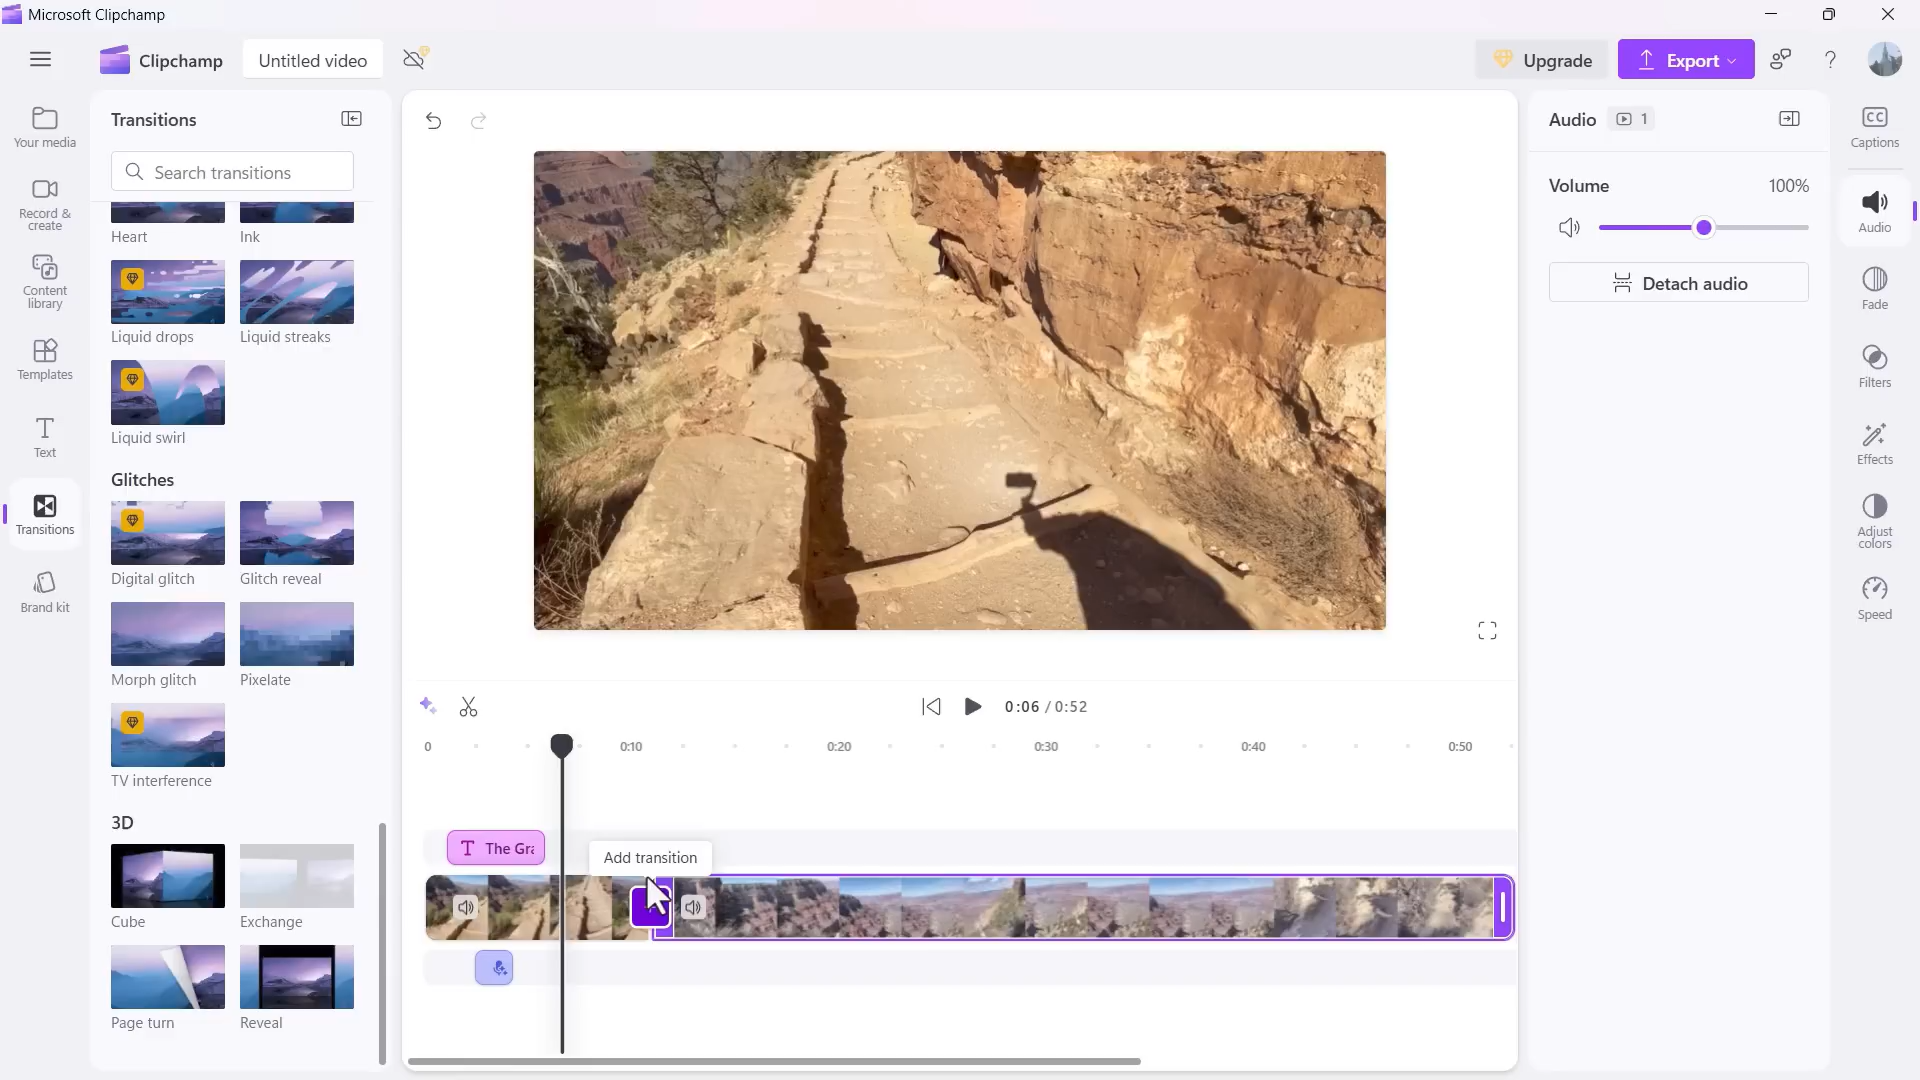 Microsoft Clipchamp
Clipchamp
Untitled video
Upgrade
Export
Your media
Record &
create
Content
library
Templates
Text
Transitions
Brand kit
Transitions
Search transitions
Heart
Ink
Liquid drops
Liquid streaks
Liquid swirl
Glitches
Digital glitch
Glitch reveal
Morph glitch
Pixelate
TV interference
3D
Cube
Exchange
Page turn
Reveal
0:06 / 0:52
0
0:10
0:20
0:30
0:40
0:50
T The Gra
Add transition
Audio 1
Volume 100%
Detach audio
CC
Captions
Audio
Fade
Filters
Effects
Adjust
colors
Speed